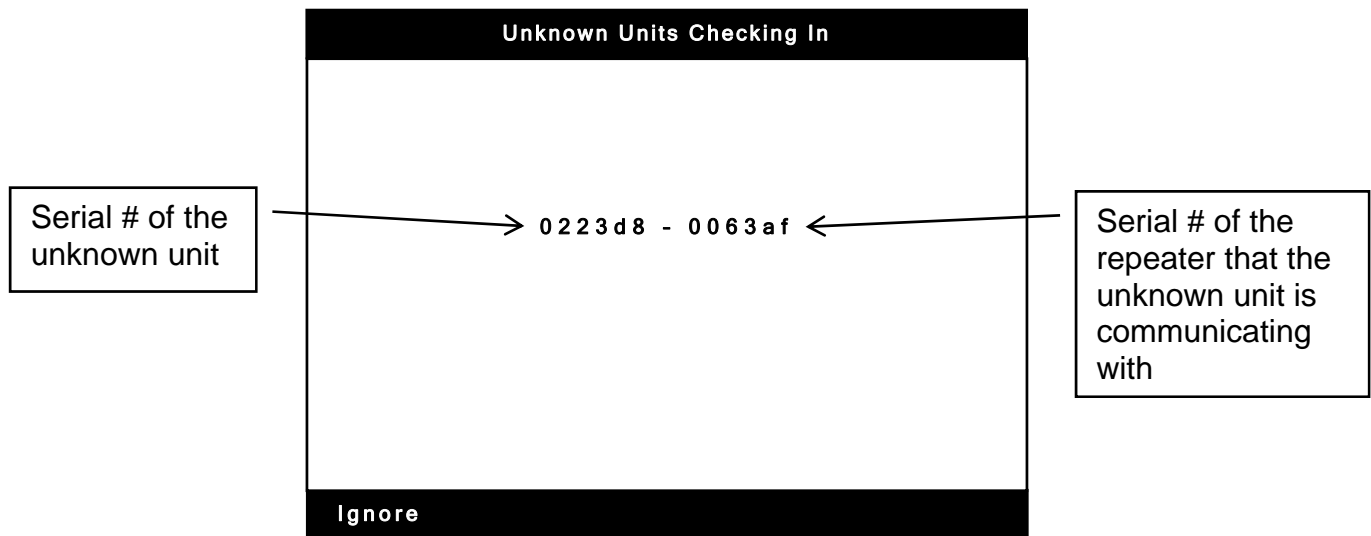 Unknown Units Checking In
Serial # of the
unknown unit
0223d8 - 0063af
Serial # of the
repeater that the
unknown unit is
communicating
with
Ignore